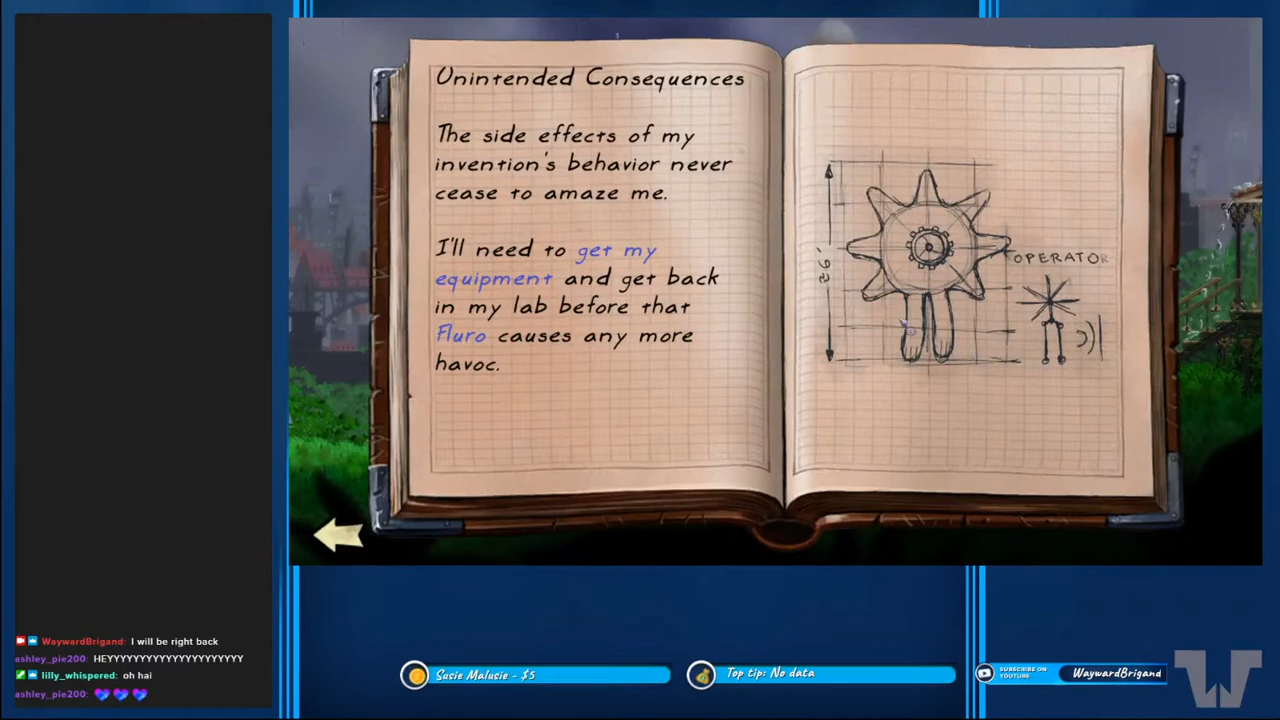 Unintended Consequences
The side effects of my
invention's behavior never
cease to amaze me.
I'll need to get my
equipment and get back
in my lab before that
Fluro causes any more
havoc.
OPERATOR
WaywardBrigand: I will be right back
ashley_pie200: HEYYYYYYYYYYYYYYYYYYYYY
lilly_whispered: oh hai
ashley_pie200:
Susie Malusie - $5
Top tip: No data
SUBSCRIBE ON
YOUTUBE
WaywardBrigand